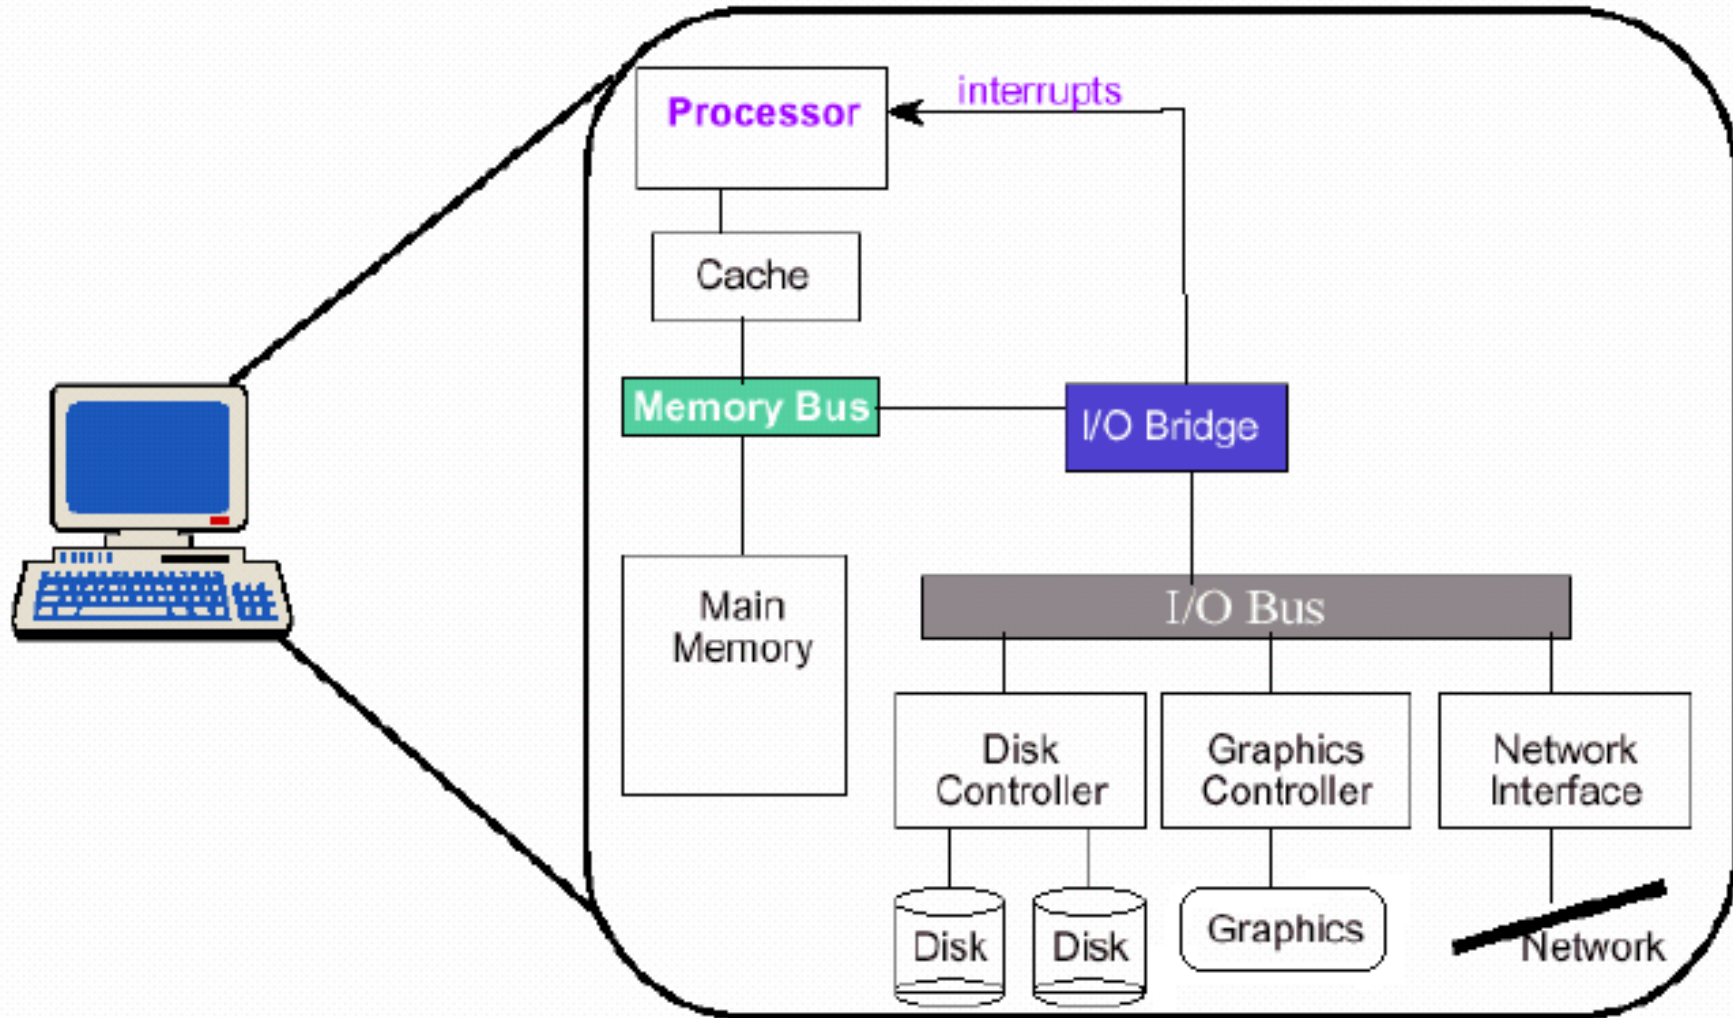 Processor
interrupts
Cache
Memory Bus
I/O Bridge
Main
Memory
I/O Bus
Disk
Controller
Graphics
Controller
Network
Interface
Disk
Disk
Graphics
Network